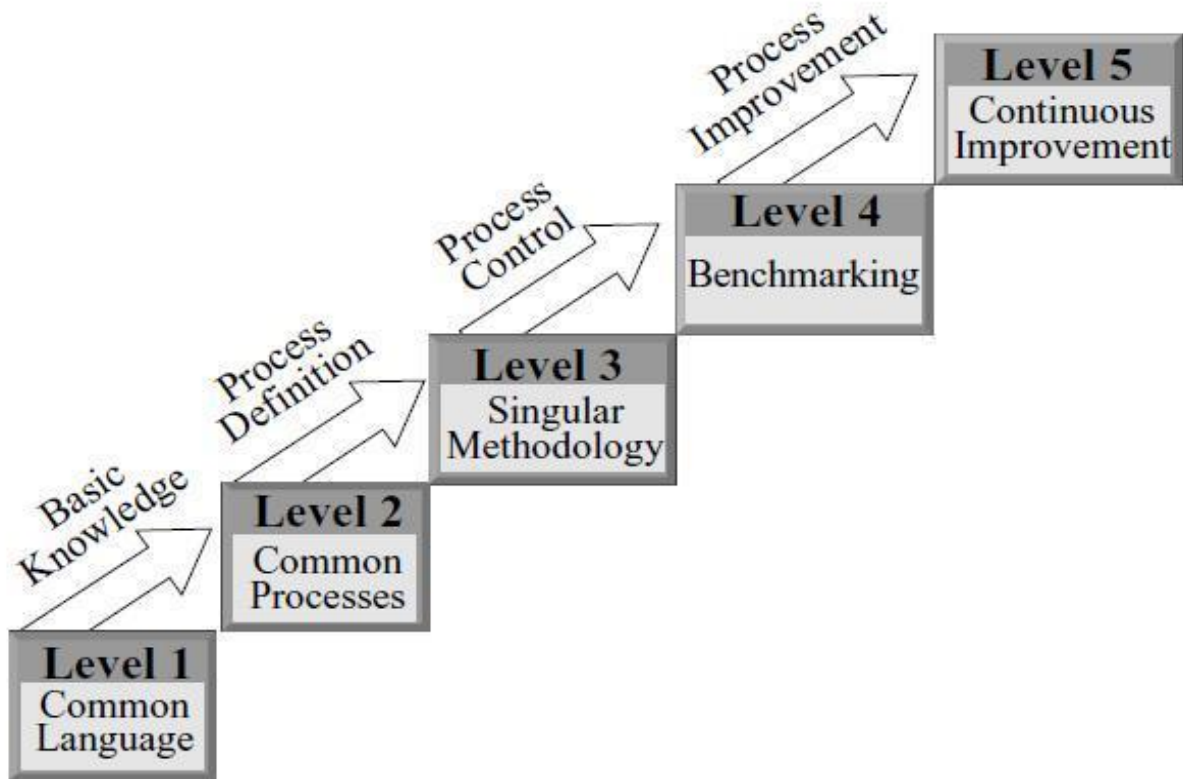 Level 1
Common
Language
Basic
Knowledge
Level 2
Common
Processes
Process
Definition
Level 3
Singular
Methodology
Process
Control
Level 4
Benchmarking
Process
Improvement
Level 5
Continuous
Improvement